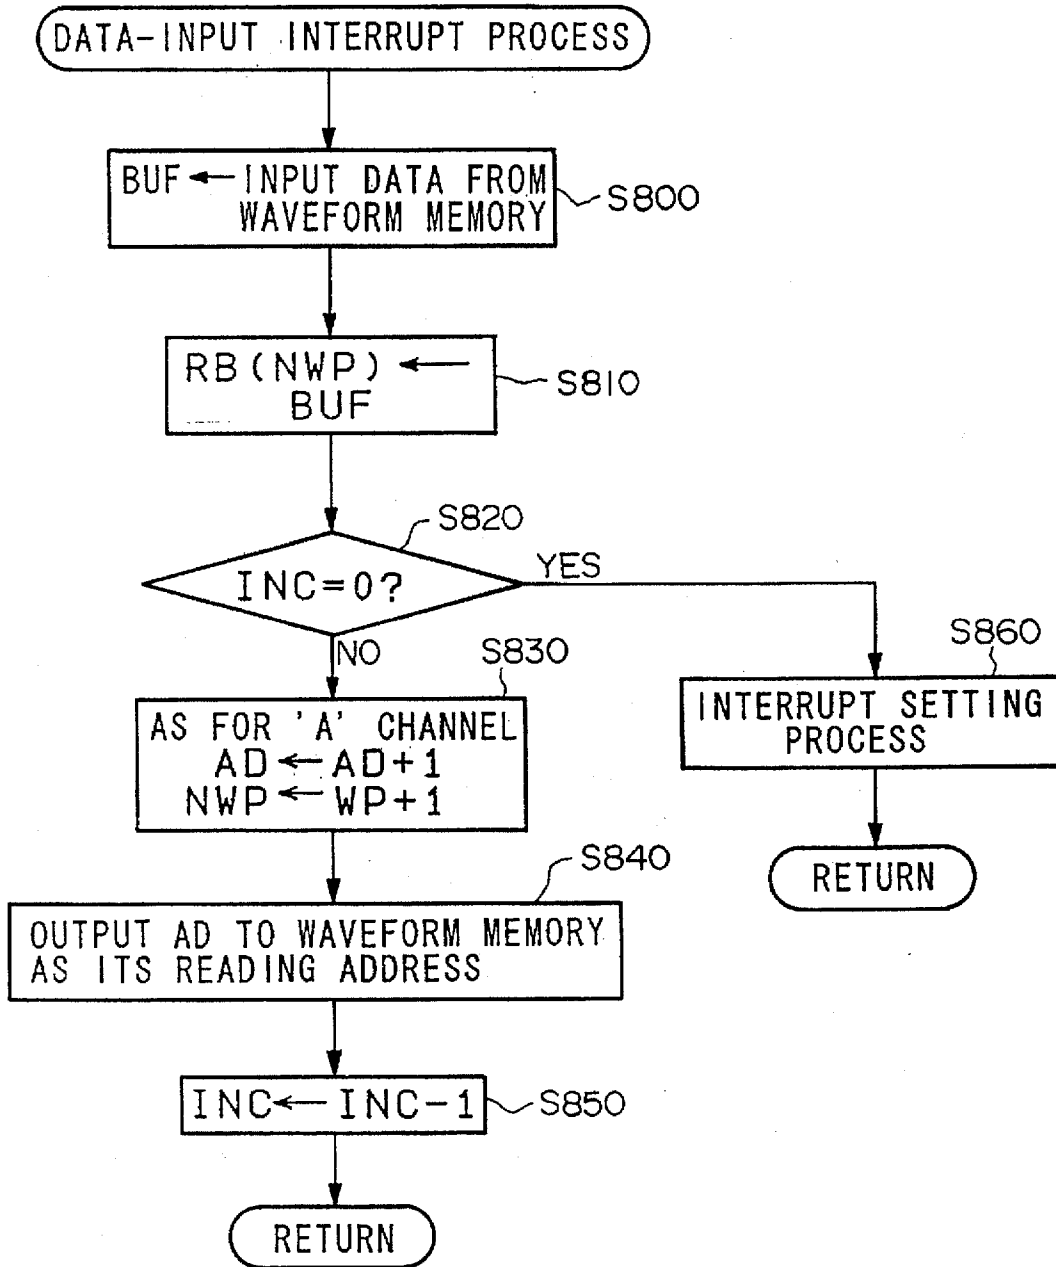 DATA-INPUT INTERRUPT PROCESS
BUF ← INPUT DATA FROM
WAVEFORM MEMORY
S800
RB(NWP) ←
BUF
S810
S820
INC=0?
YES
NO
S830
AS FOR 'A' CHANNEL
AD ← AD+1
NWP ← WP+1
S860
INTERRUPT SETTING
PROCESS
RETURN
S840
OUTPUT AD TO WAVEFORM MEMORY
AS ITS READING ADDRESS
INC ← INC-1
S850
RETURN